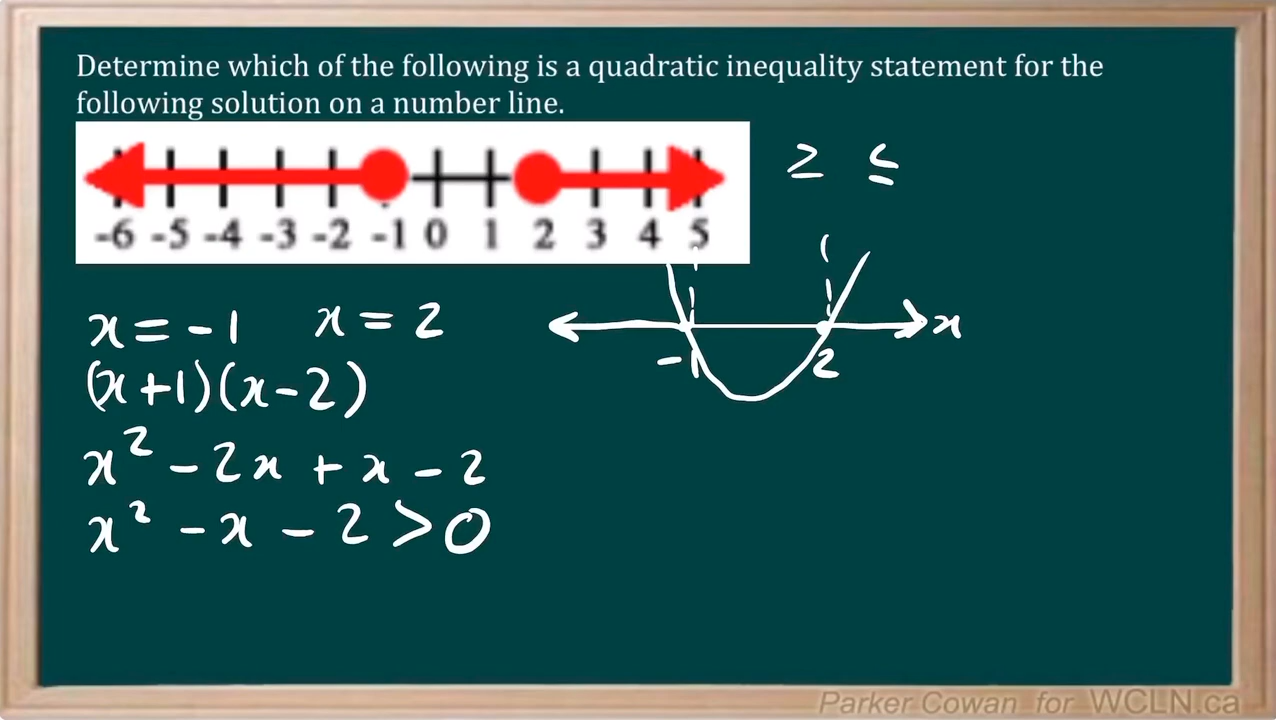 Determine which of the following is a quadratic inequality statement for the
following solution on a number line.
≥ ≤
-6 -5 -4 -3 -2 -1 0 1 2 3 4 5
x = -1 x = 2
x
-1 2
(x+1)(x-2)
x² - 2x + x - 2
x² - x - 2 > 0
Parker Cowan for WCLN.ca